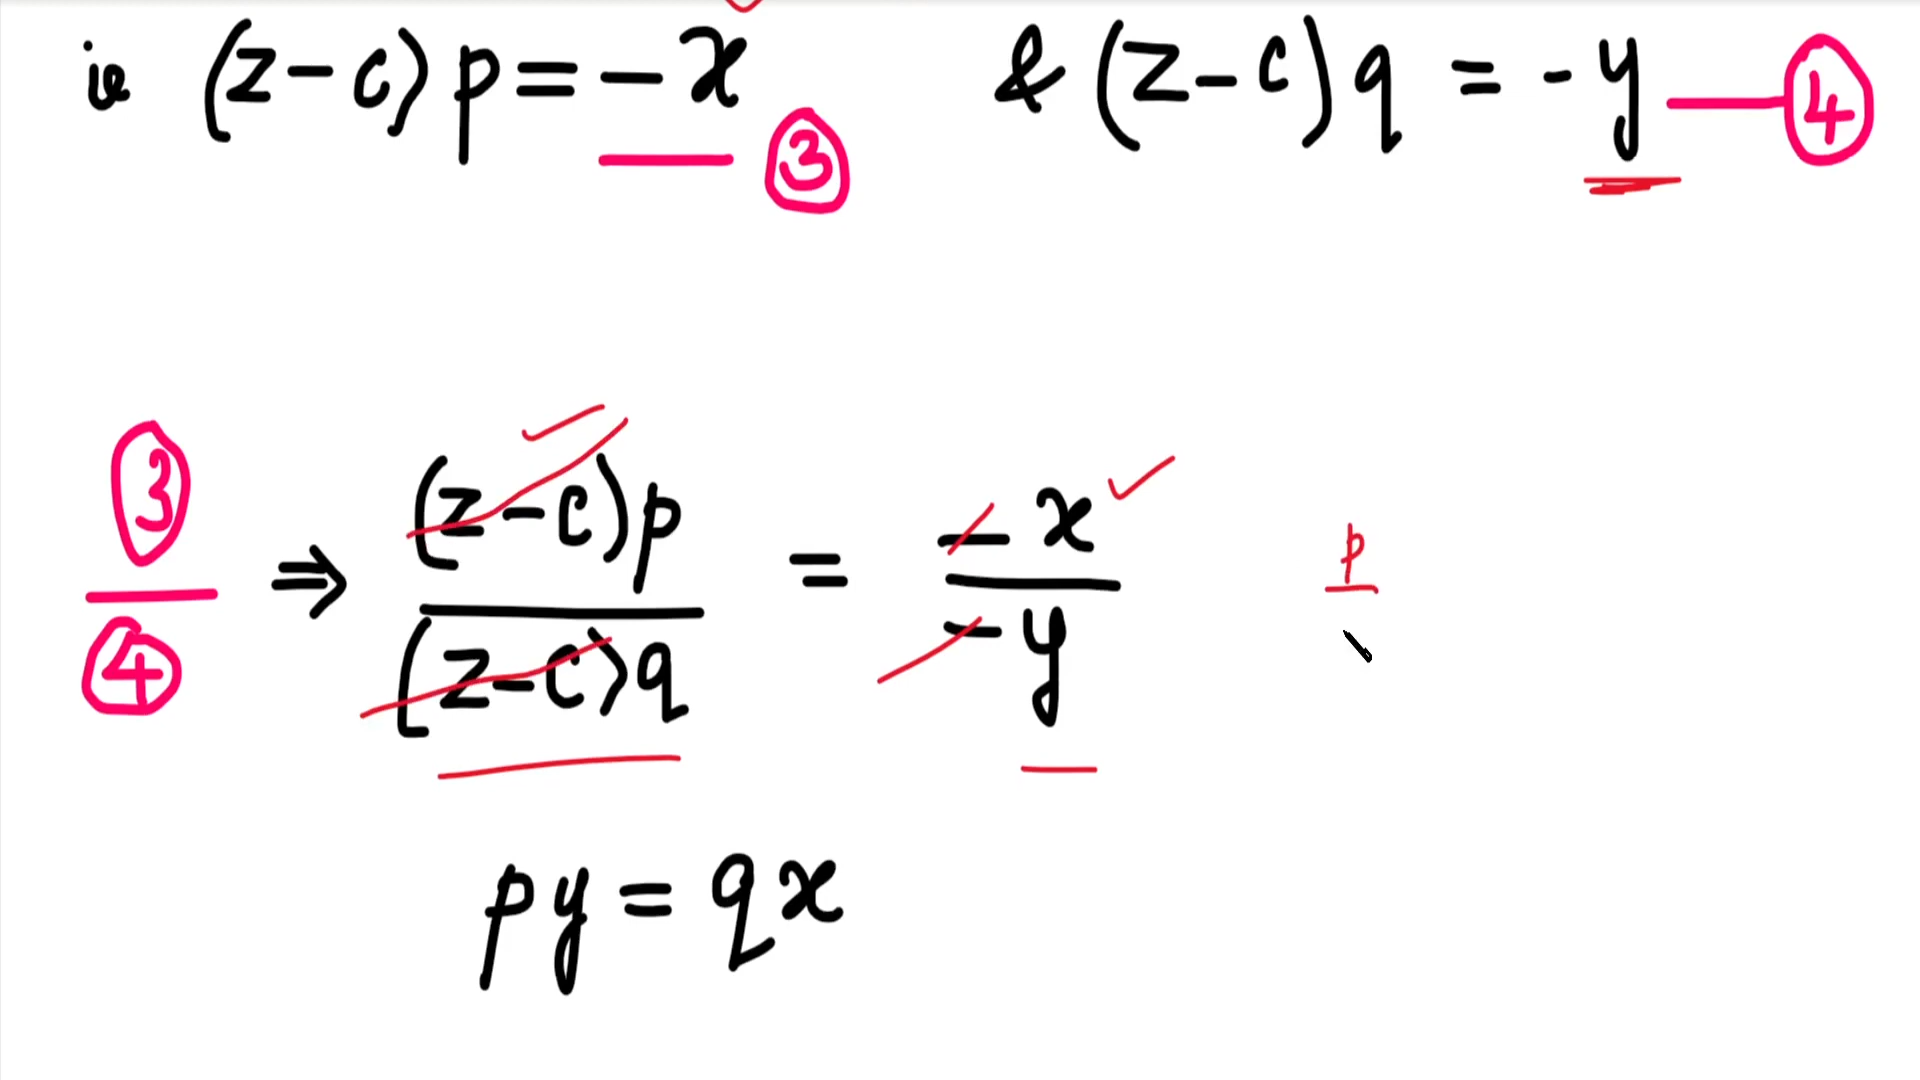 ie (z-c) p = -x ③ & (z-c) q = -y — ④
③/④ ⇒ (z-c)p / (z-c)q = -x / -y p
py = qx